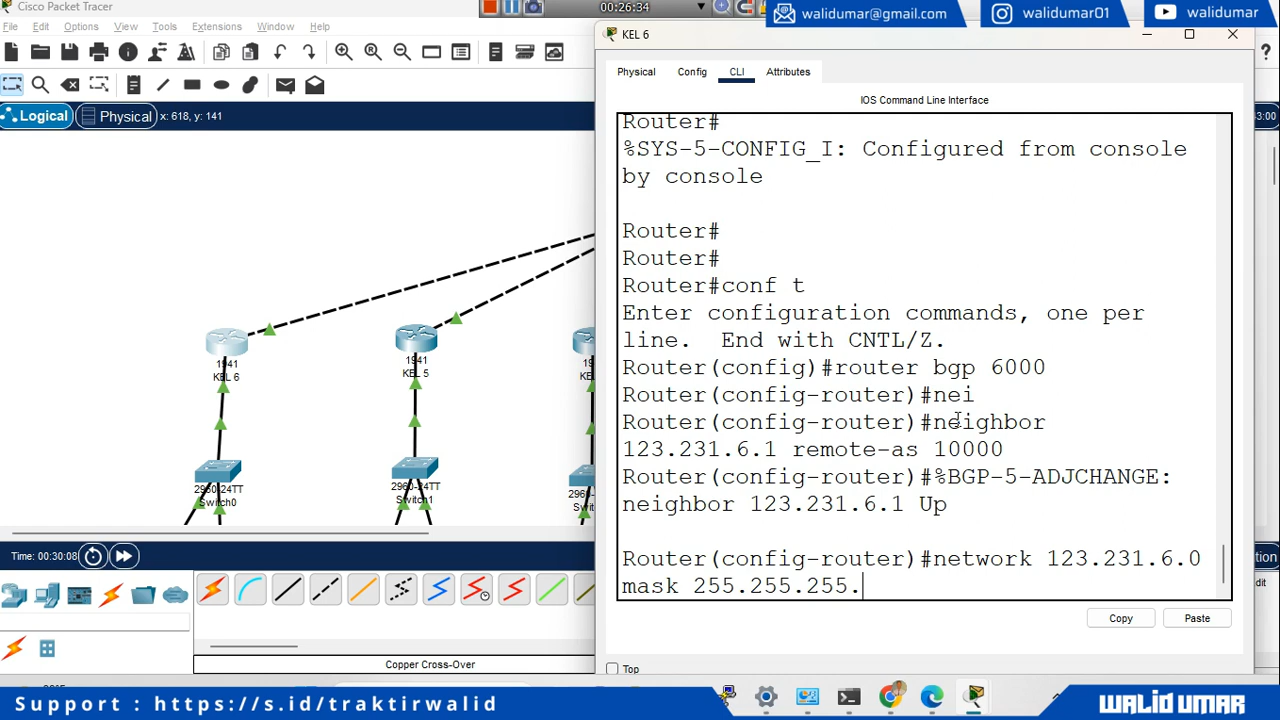 Cisco Packet Tracer
00:26:34
walidumar@gmail.com
walidumar01
walidumar
File Edit Options View Tools Extensions Window Help
KEL 6
Physical Config CLI Attributes
Logical
Physical x: 618, y: 141
IOS Command Line Interface
Router#
%SYS-5-CONFIG_I: Configured from console
by console
Router#
Router#
Router#conf t
Enter configuration commands, one per
line. End with CNTL/Z.
Router(config)#router bgp 6000
Router(config-router)#nei
Router(config-router)#neighbor
123.231.6.1 remote-as 10000
Router(config-router)#%BGP-5-ADJCHANGE:
neighbor 123.231.6.1 Up
Router(config-router)#network 123.231.6.0
mask 255.255.255.
1941
KEL 6
1941
KEL 5
2960-24TT
Switch0
2960-24TT
Switch1
Time: 00:30:08
Copy
Paste
Copper Cross-Over
Top
Support : https://s.id/traktirwalid
WALID UMAR